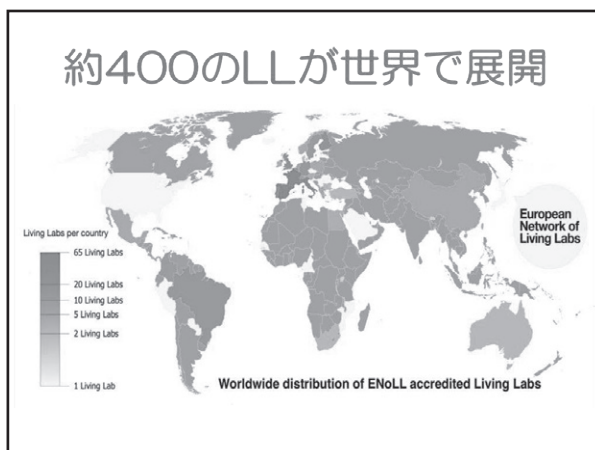 約400のLLが世界で展開
European
Network of
Living Labs
Living Labs per country
65 Living Labs
20 Living Labs
10 Living Labs
5 Living Labs
2 Living Labs
1 Living Lab
Worldwide distribution of ENoLL accredited Living Labs